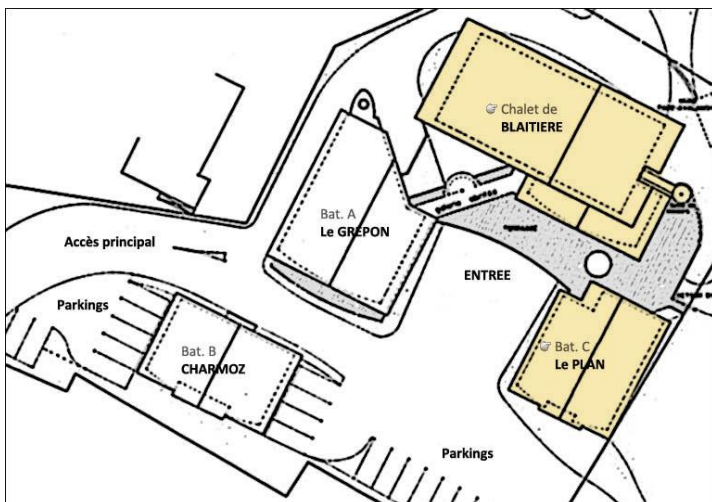 Chalet de
BLAITIERE
Bat. A
Le GREPON
Accès principal
ENTREE
Parkings
Bat. B
CHARMOZ
Bat. C
Le PLAN
Parkings